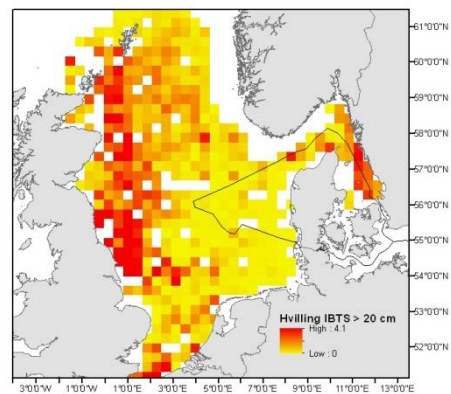 61°0'0"N
60°0'0"N
59°0'0"N
58°0'0"N
57°0'0"N
56°0'0"N
55°0'0"N
54°0'0"N
53°0'0"N
Hvilling IBTS > 20 cm
High : 4.1
Low : 0
52°0'0"N
3°0'0"W 1°0'0"W 1°0'0"E 3°0'0"E 5°0'0"E 7°0'0"E 9°0'0"E 11°0'0"E 13°0'0"E